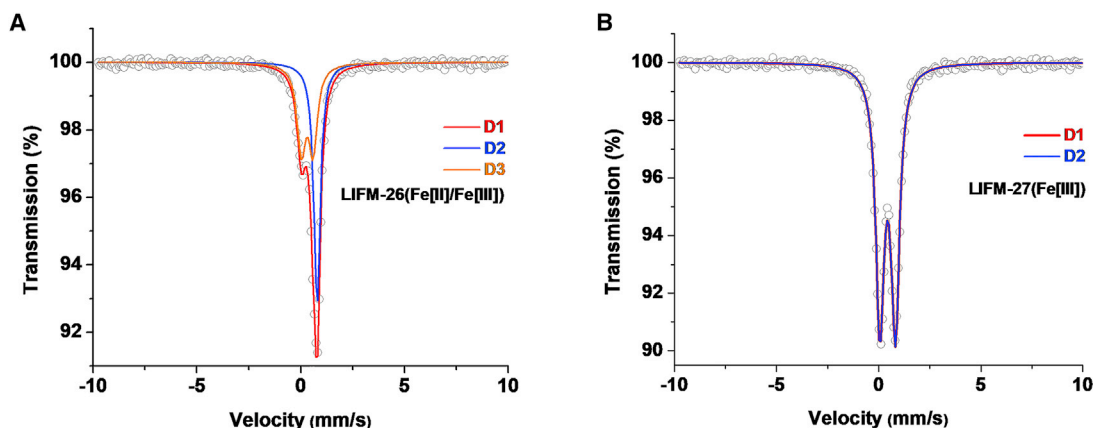 A
100
98
96
94
92
-10
-5
0
5
10
Transmission (%)
Velocity (mm/s)
D1
D2
D3
LIFM-26(Fe[II]/Fe[III])
B
100
98
96
94
92
90
-10
-5
0
5
10
Transmission (%)
Velocity (mm/s)
D1
D2
LIFM-27(Fe[III])